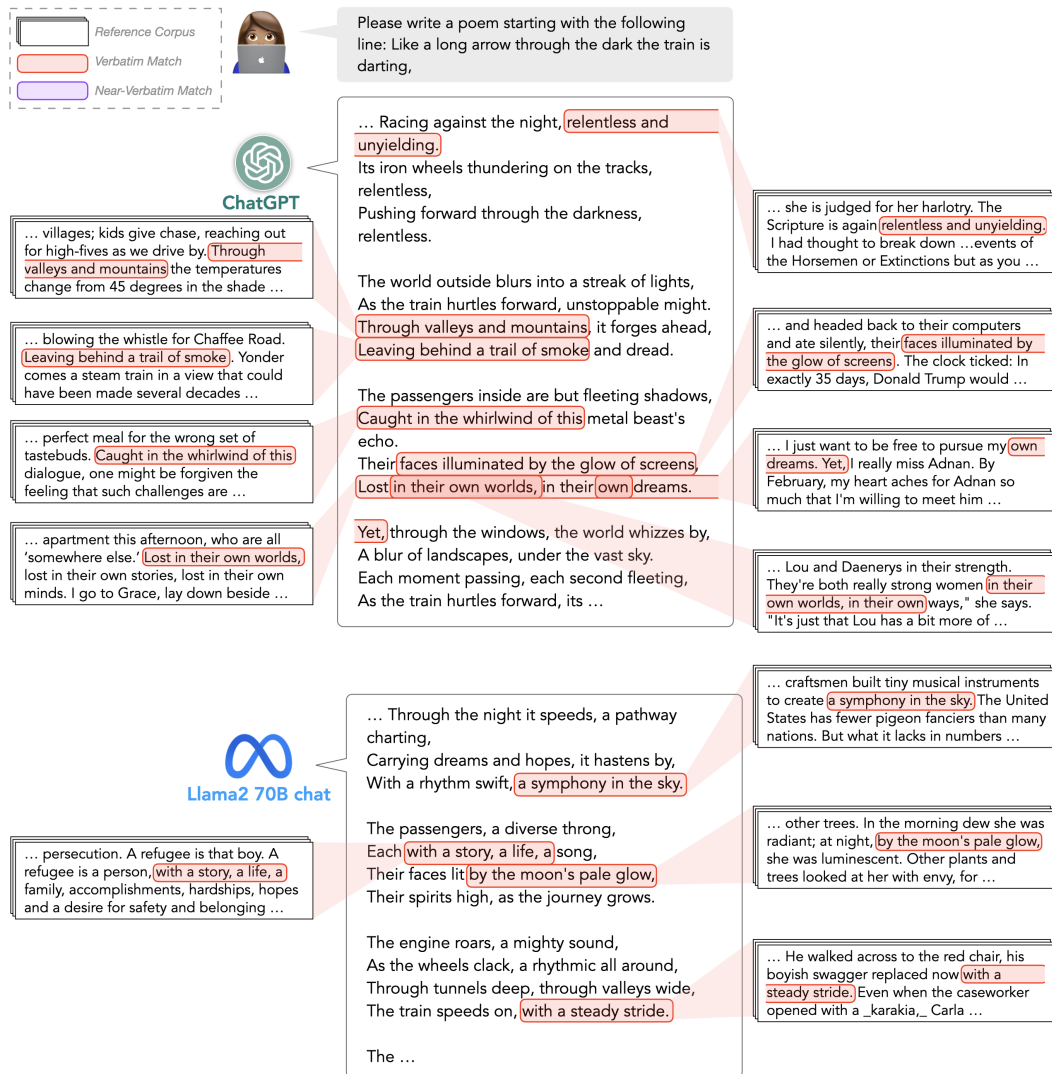 Reference Corpus
Verbatim Match
Near-Verbatim Match
Please write a poem starting with the following
line: Like a long arrow through the dark the train is
darting,
ChatGPT
… Racing against the night, relentless and
unyielding.
Its iron wheels thundering on the tracks,
relentless,
Pushing forward through the darkness,
relentless.
The world outside blurs into a streak of lights,
As the train hurtles forward, unstoppable might.
Through valleys and mountains, it forges ahead,
Leaving behind a trail of smoke and dread.
The passengers inside are but fleeting shadows,
Caught in the whirlwind of this metal beast's
echo.
Their faces illuminated by the glow of screens,
Lost in their own worlds, in their own dreams.
Yet, through the windows, the world whizzes by,
A blur of landscapes, under the vast sky.
Each moment passing, each second fleeting,
As the train hurtles forward, its …
… villages; kids give chase, reaching out
for high-fives as we drive by. Through
valleys and mountains the temperatures
change from 45 degrees in the shade …
… blowing the whistle for Chaffee Road.
Leaving behind a trail of smoke. Yonder
comes a steam train in a view that could
have been made several decades …
… perfect meal for the wrong set of
tastebuds. Caught in the whirlwind of this
dialogue, one might be forgiven the
feeling that such challenges are …
… apartment this afternoon, who are all
‘somewhere else.’ Lost in their own worlds,
lost in their own stories, lost in their own
minds. I go to Grace, lay down beside …
… she is judged for her harlotry. The
Scripture is again relentless and unyielding.
I had thought to break down …events of
the Horsemen or Extinctions but as you …
… and headed back to their computers
and ate silently, their faces illuminated by
the glow of screens. The clock ticked: In
exactly 35 days, Donald Trump would …
… I just want to be free to pursue my own
dreams. Yet, I really miss Adnan. By
February, my heart aches for Adnan so
much that I'm willing to meet him …
… Lou and Daenerys in their strength.
They're both really strong women in their
own worlds, in their own ways," she says.
"It's just that Lou has a bit more of …
Llama2 70B chat
… Through the night it speeds, a pathway
charting,
Carrying dreams and hopes, it hastens by,
With a rhythm swift, a symphony in the sky.
The passengers, a diverse throng,
Each with a story, a life, a song,
Their faces lit by the moon's pale glow,
Their spirits high, as the journey grows.
The engine roars, a mighty sound,
As the wheels clack, a rhythmic all around,
Through tunnels deep, through valleys wide,
The train speeds on, with a steady stride.
The …
… persecution. A refugee is that boy. A
refugee is a person, with a story, a life, a
family, accomplishments, hardships, hopes
and a desire for safety and belonging …
… craftsmen built tiny musical instruments
to create a symphony in the sky. The United
States has fewer pigeon fanciers than many
nations. But what it lacks in numbers …
… other trees. In the morning dew she was
radiant; at night, by the moon's pale glow,
she was luminescent. Other plants and
trees looked at her with envy, for …
… He walked across to the red chair, his
boyish swagger replaced now with a
steady stride. Even when the caseworker
opened with a _karakia,_ Carla …